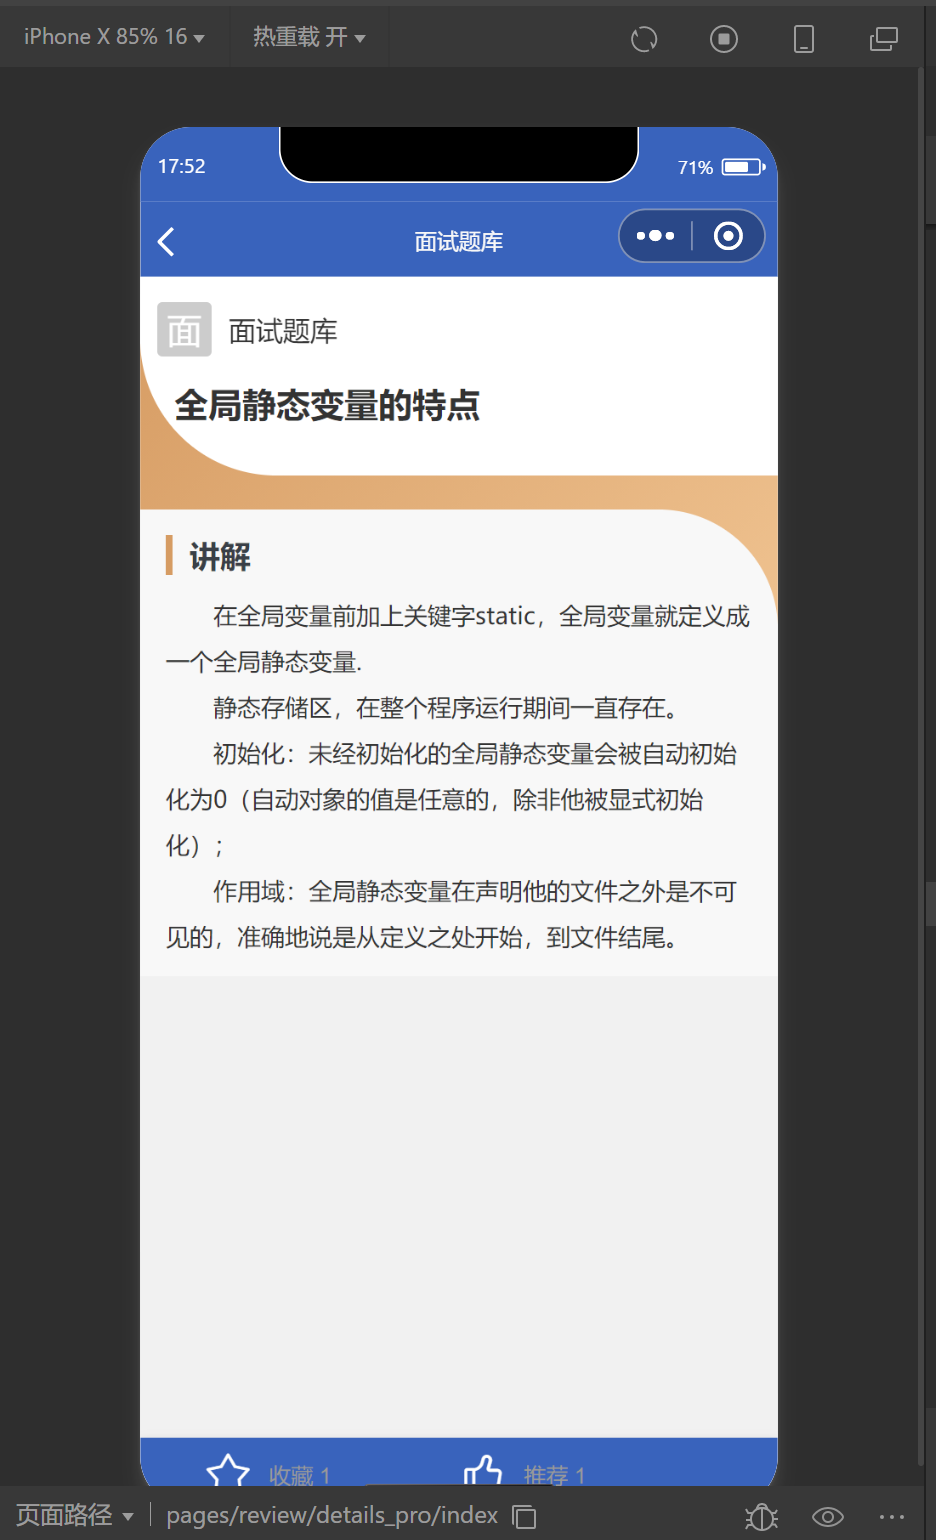 iPhone X 85% 16 热重载 开
17:52 71%
面试题库
面 面试题库
全局静态变量的特点
讲解
在全局变量前加上关键字static，全局变量就定义成
一个全局静态变量.
静态存储区，在整个程序运行期间一直存在。
初始化：未经初始化的全局静态变量会被自动初始
化为0（自动对象的值是任意的，除非他被显式初始
化）；
作用域：全局静态变量在声明他的文件之外是不可
见的，准确地说是从定义之处开始，到文件结尾。
收藏 1 推荐 1
页面路径 pages/review/details_pro/index